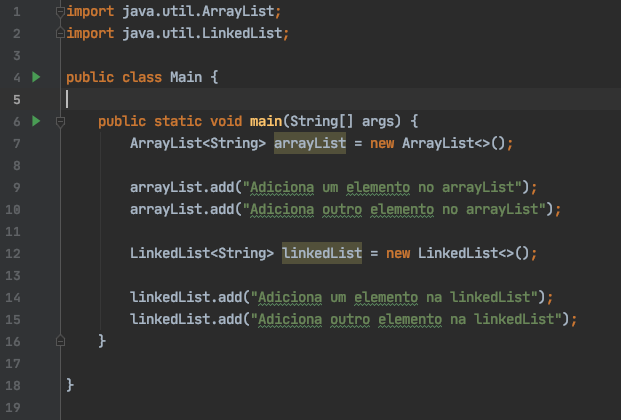 1 import java.util.ArrayList;
2 import java.util.LinkedList;
3
4 public class Main {
5
6 public static void main(String[] args) {
7 ArrayList<String> arrayList = new ArrayList<>();
8
9 arrayList.add("Adiciona um elemento no arrayList");
10 arrayList.add("Adiciona outro elemento no arrayList");
11
12 LinkedList<String> linkedList = new LinkedList<>();
13
14 linkedList.add("Adiciona um elemento na linkedList");
15 linkedList.add("Adiciona outro elemento na linkedList");
16 }
17
18 }
19